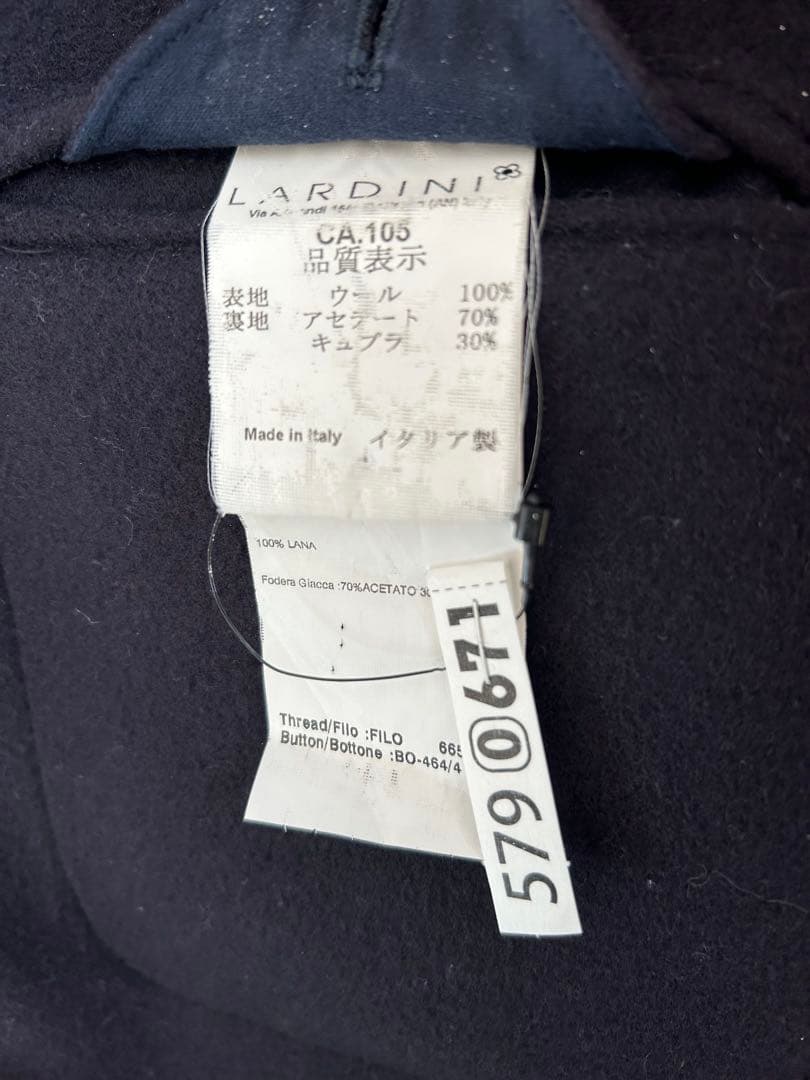 LARDINI
CA.105
品質表示
表地 ウール 100%
裏地 アセテート 70%
キュプラ 30%
Made in Italy イタリア製
100% LANA
Fodera Giacca :70%ACETATO
Thread/Filo :FILO
Button/Bottone :BO-464/4
5790671